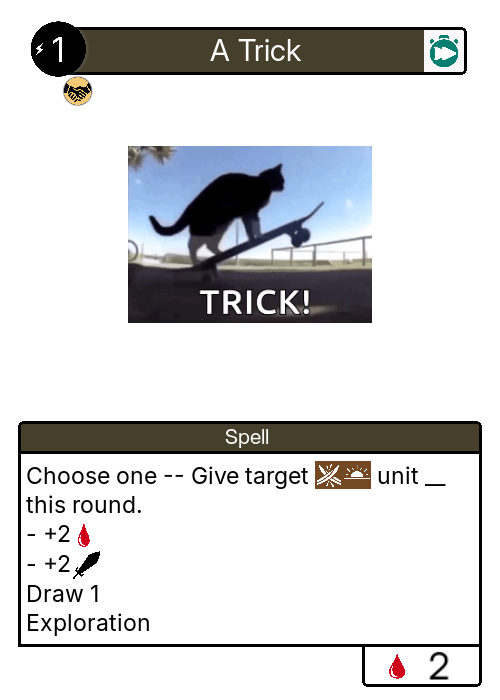 1
A Trick
TRICK!
Spell
Choose one -- Give target unit __
this round.
- +2
- +2
Draw 1
Exploration
2